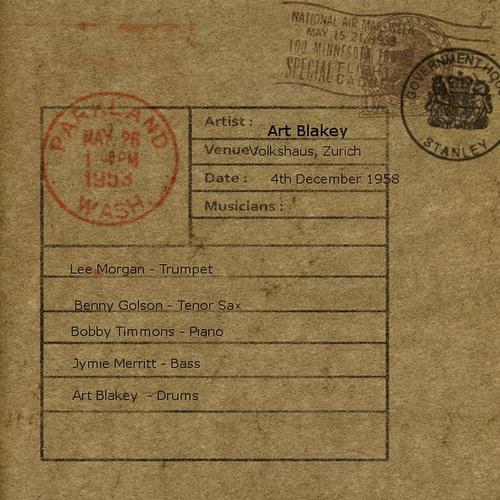 NATIONAL AIR MAIL WEEK
MAY 15 21/1938
100 MINNESOTA
SPECIAL
GOVERNMENT HOUSE
STANLEY
PARKLAND
MAY 26
1 PM
1953
WASH.
Artist : Art Blakey
Venue Volkshaus, Zurich
Date : 4th December 1958
Musicians :
Lee Morgan - Trumpet
Benny Golson - Tenor Sax
Bobby Timmons - Piano
Jymie Merritt - Bass
Art Blakey - Drums